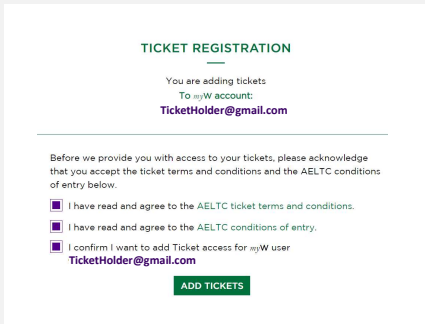 TICKET REGISTRATION
You are adding tickets
To myW account:
TicketHolder@gmail.com
Before we provide you with access to your tickets, please acknowledge
that you accept the ticket terms and conditions and the AELTC conditions
of entry below.
I have read and agree to the AELTC ticket terms and conditions.
I have read and agree to the AELTC conditions of entry.
I confirm I want to add Ticket access for myW user
TicketHolder@gmail.com
ADD TICKETS